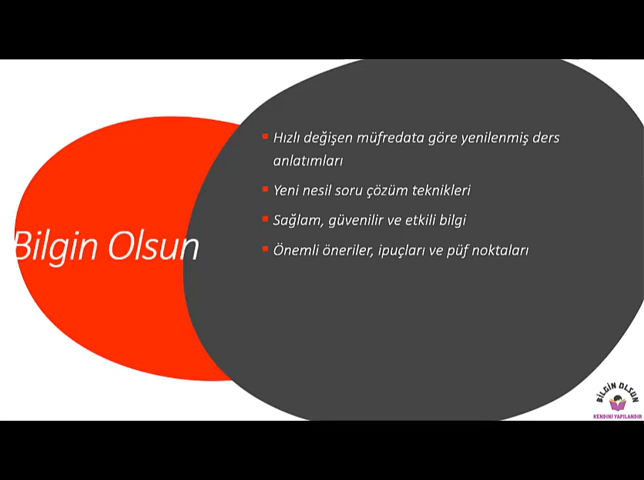 Bilgin Olsun
Hızlı değişen müfredata göre yenilenmiş ders
anlatımları
Yeni nesil soru çözüm teknikleri
Sağlam, güvenilir ve etkili bilgi
Önemli öneriler, ipuçları ve püf noktaları
BİLGİN OLSUN
KENDİNİ YAPILANDIR